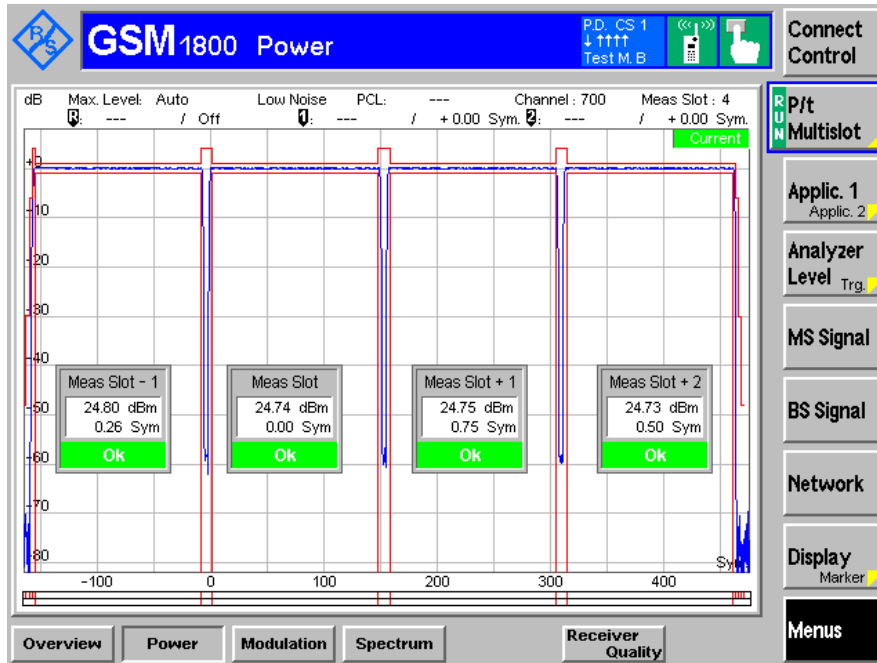 R/S GSM 1800 Power P.D. CS 1
↓ ↑↑↑↑
Test M. B
Connect
Control
dB Max. Level: Auto Low Noise PCL: --- Channel : 700 Meas Slot : 4
R: --- / Off 1: --- / + 0.00 Sym. 2: --- / + 0.00 Sym.
RUN
P/t
Multislot
Current
+0
-10
-20
-30
-40
-50
-60
-70
-80
Applic. 1
Applic. 2
Analyzer
Level Trg.
MS Signal
Meas Slot - 1 Meas Slot Meas Slot + 1 Meas Slot + 2
24.80 dBm 24.74 dBm 24.75 dBm 24.73 dBm
0.26 Sym 0.00 Sym 0.75 Sym 0.50 Sym
Ok Ok Ok Ok
BS Signal
Network
Display
Marker
-100 0 100 200 300 400
Menus
Overview Power Modulation Spectrum Receiver
Quality